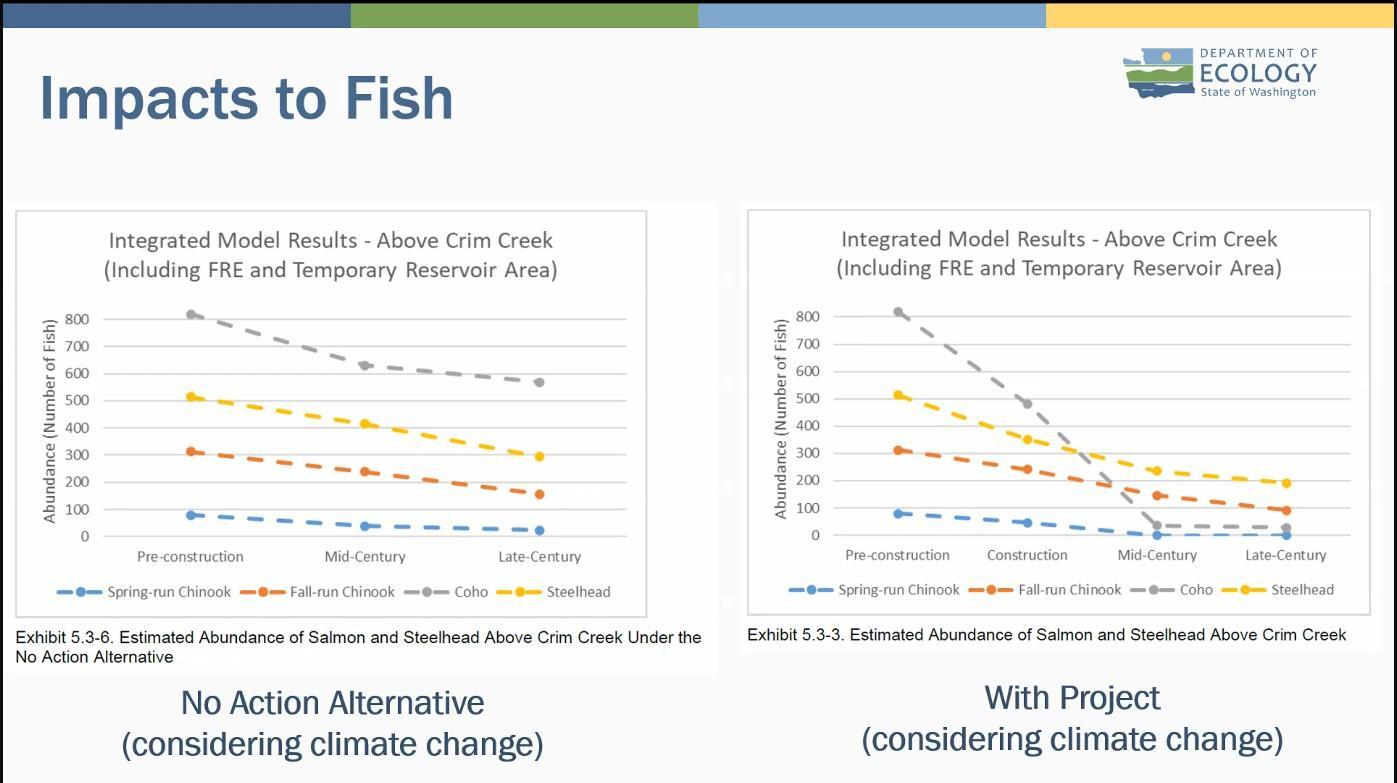 Impacts to Fish
DEPARTMENT OF
ECOLOGY
State of Washington
Integrated Model Results - Above Crim Creek
(Including FRE and Temporary Reservoir Area)
Abundance (Number of Fish)
800
700
600
500
400
300
200
100
0
Pre-construction Mid-Century Late-Century
Spring-run Chinook Fall-run Chinook Coho Steelhead
Exhibit 5.3-6. Estimated Abundance of Salmon and Steelhead Above Crim Creek Under the
No Action Alternative
No Action Alternative
(considering climate change)
Integrated Model Results - Above Crim Creek
(Including FRE and Temporary Reservoir Area)
Abundance (Number of Fish)
800
700
600
500
400
300
200
100
0
Pre-construction Construction Mid-Century Late-Century
Spring-run Chinook Fall-run Chinook Coho Steelhead
Exhibit 5.3-3. Estimated Abundance of Salmon and Steelhead Above Crim Creek
With Project
(considering climate change)